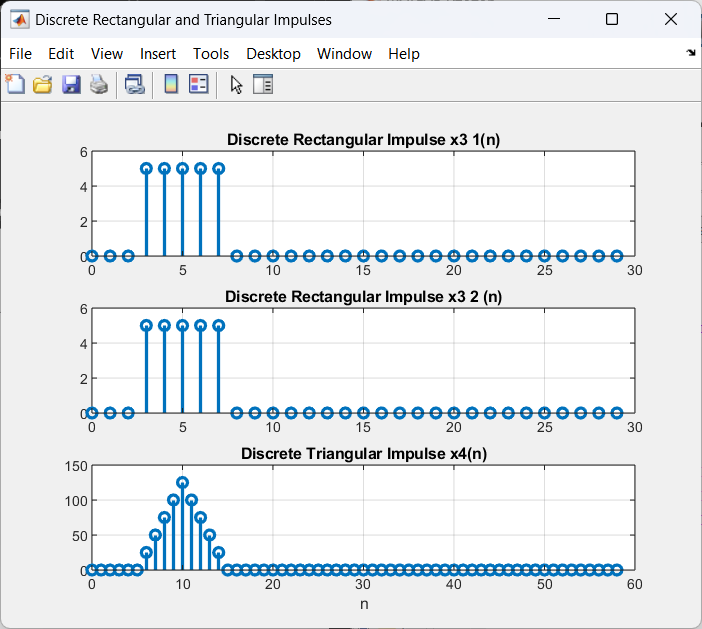 Discrete Rectangular and Triangular Impulses
File Edit View Insert Tools Desktop Window Help
Discrete Rectangular Impulse x3 1(n)
6
4
2
0
0 5 10 15 20 25 30
Discrete Rectangular Impulse x3 2 (n)
6
4
2
0
0 5 10 15 20 25 30
Discrete Triangular Impulse x4(n)
150
100
50
0
0 10 20 30 40 50 60
n